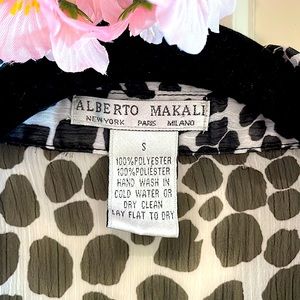 ALBERTO MAKALI
NEW YORK PARIS MILANO
S
100%POLYESTER
100%POLIESTER
HAND WASH IN
COLD WATER OR
DRY CLEAN
LAY FLAT TO DRY